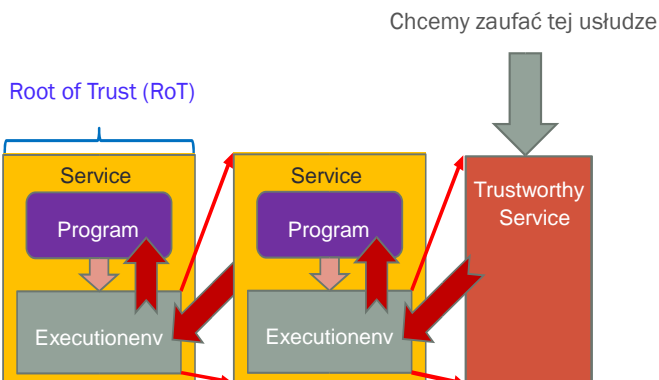 Chcemy zaufać tej usłudze
Root of Trust (RoT)
Service
Program
Executionenv
Service
Program
Executionenv
Trustworthy
Service